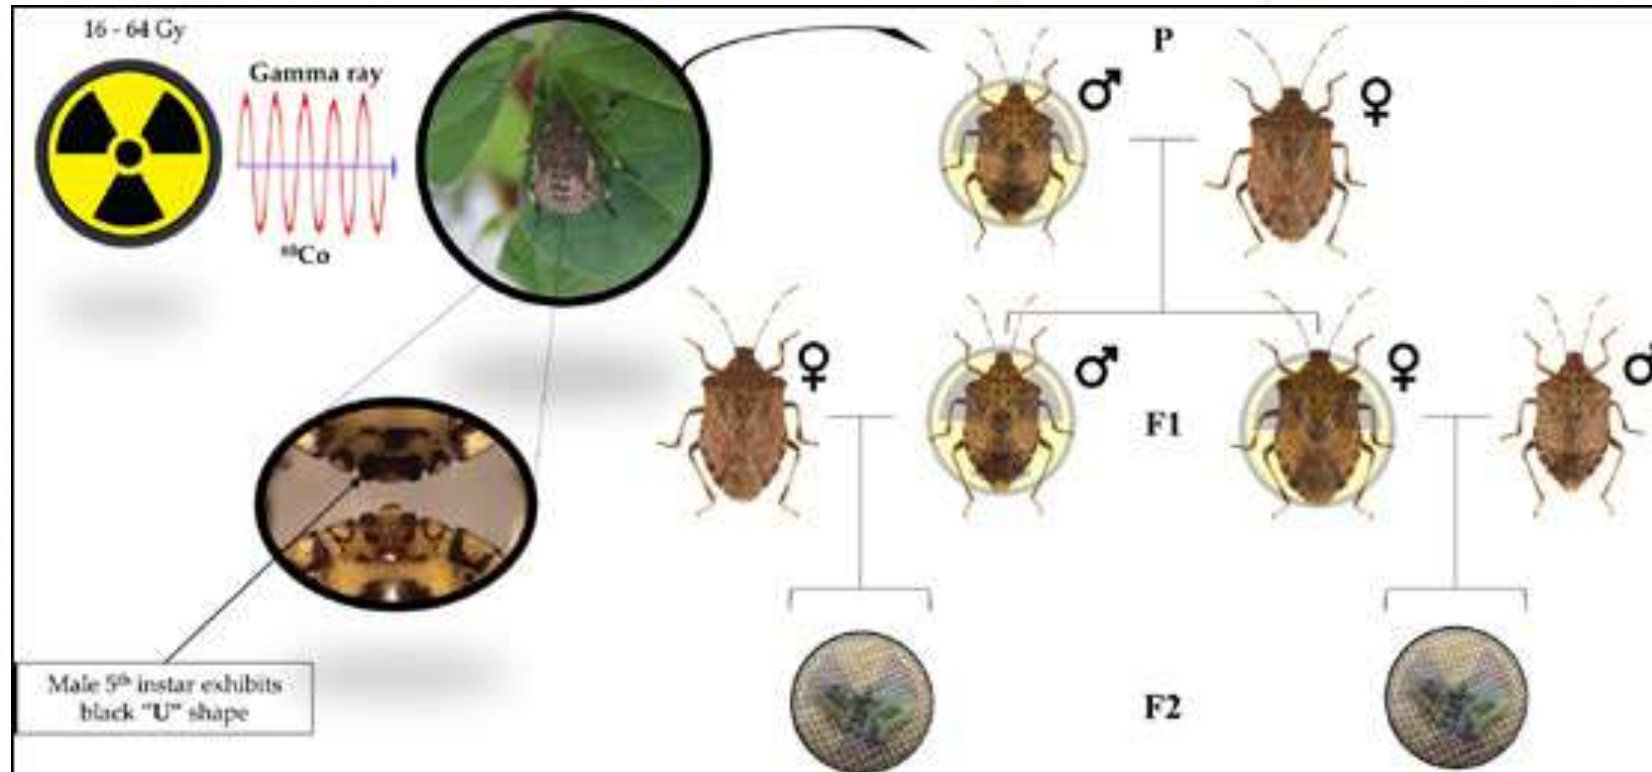 16 - 64 Gy
Gamma ray
⁶⁰Co
P
♂
♀
♀
♂
♀
♂
F1
Male 5th instar exhibits
black "U" shape
F2